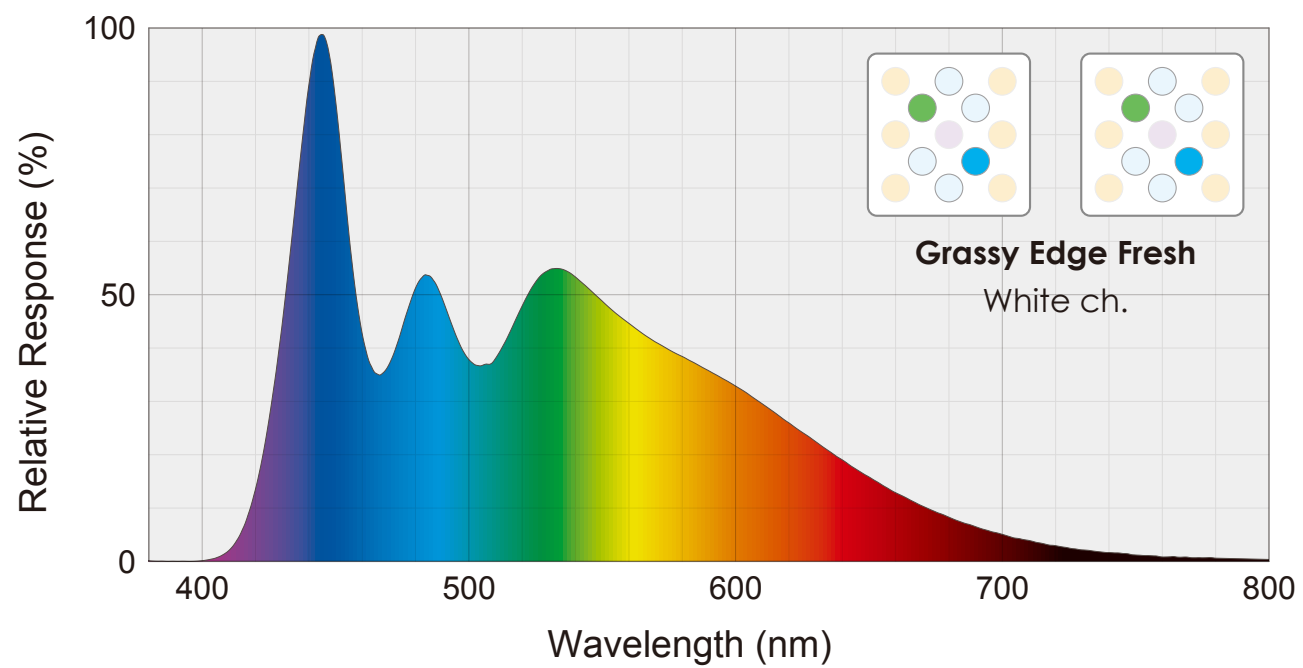 Relative Response (%)
100
50
0
Grassy Edge Fresh
White ch.
400 500 600 700 800
Wavelength (nm)